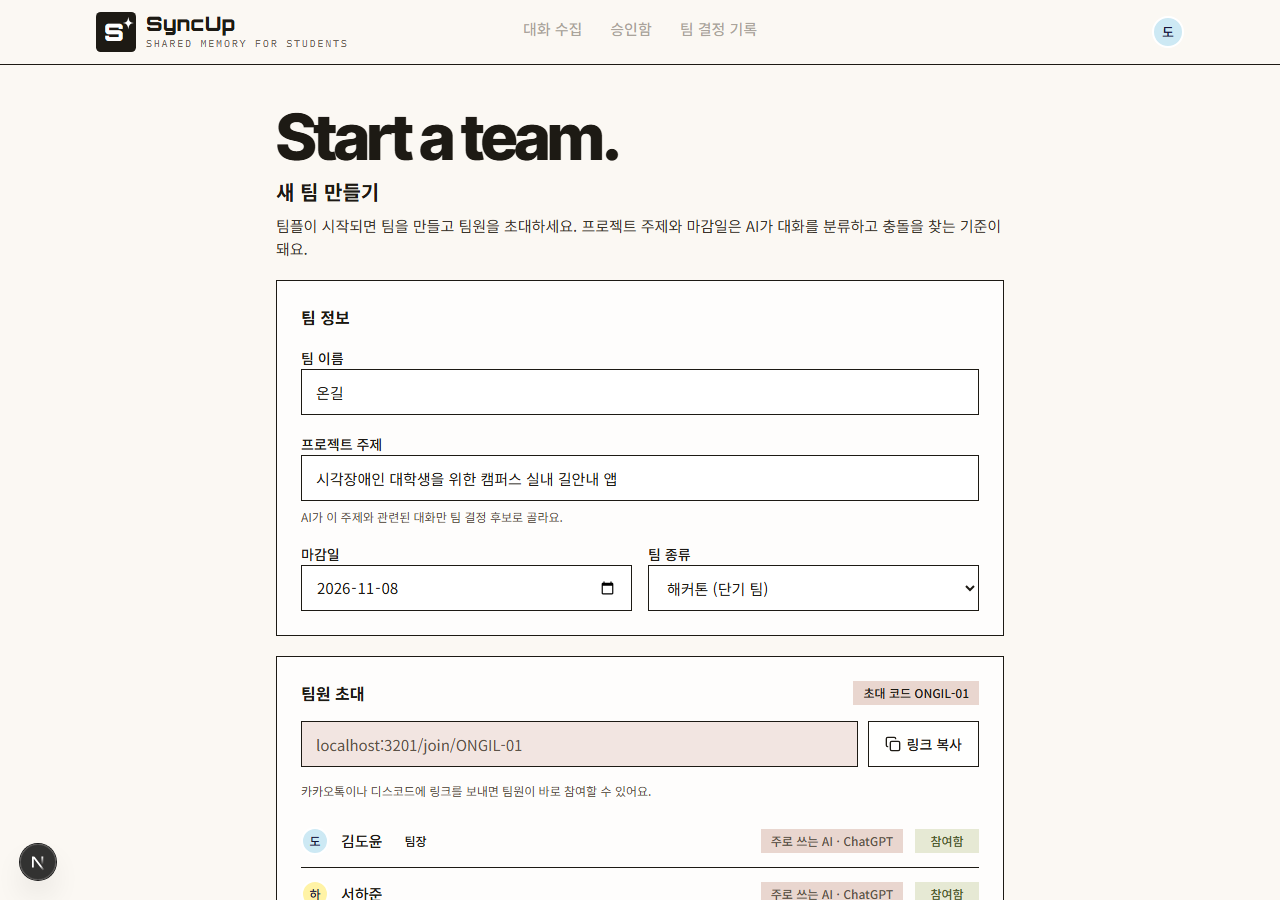 SyncUp
SHARED MEMORY FOR STUDENTS
대화 수집
승인함
팀 결정 기록
도
Start a team.
새 팀 만들기
팀플이 시작되면 팀을 만들고 팀원을 초대하세요. 프로젝트 주제와 마감일은 AI가 대화를 분류하고 충돌을 찾는 기준이
돼요.
팀 정보
팀 이름
온길
프로젝트 주제
시각장애인 대학생을 위한 캠퍼스 실내 길안내 앱
AI가 이 주제와 관련된 대화만 팀 결정 후보로 골라요.
마감일
팀 종류
2026-11-08
해커톤 (단기 팀)
팀원 초대
초대 코드 ONGIL-01
localhost:3201/join/ONGIL-01
링크 복사
카카오톡이나 디스코드에 링크를 보내면 팀원이 바로 참여할 수 있어요.
도 김도윤 팀장 주로 쓰는 AI · ChatGPT 참여함
하 서하준 주로 쓰는 AI · ChatGPT 참여함
N